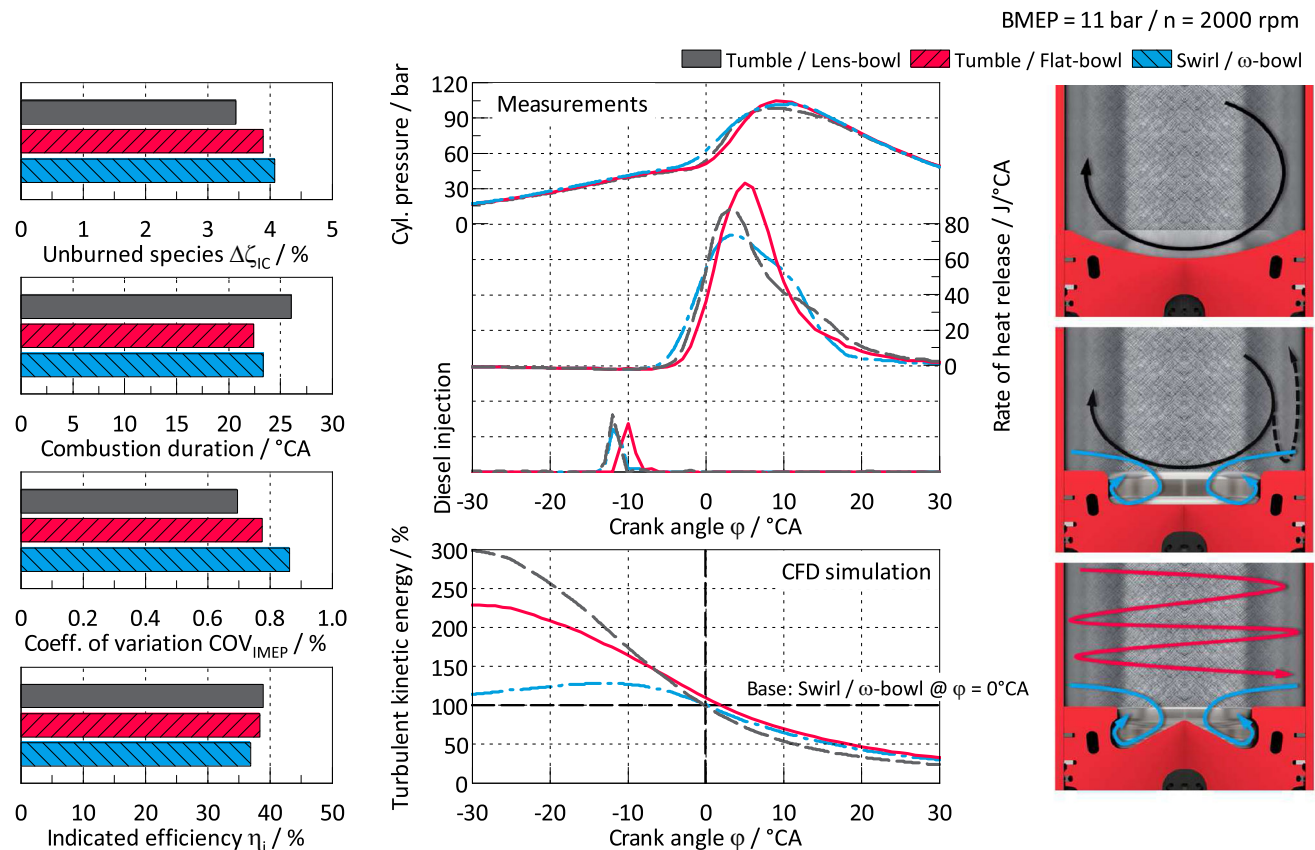 BMEP = 11 bar / n = 2000 rpm
Tumble / Lens-bowl Tumble / Flat-bowl Swirl / ω-bowl
0 1 2 3 4 5
Unburned species ΔζIC / %
0 5 10 15 20 25 30
Combustion duration / °CA
0 0.2 0.4 0.6 0.8 1.0
Coeff. of variation COVIMEP / %
0 10 20 30 40 50
Indicated efficiency ηi / %
Cyl. pressure / bar
120
90
60
30
0
Measurements
80
60
40
20
0
Rate of heat release / J/°CA
Diesel injection
-30 -20 -10 0 10 20 30
Crank angle φ / °CA
Turbulent kinetic energy / %
300
250
200
150
100
50
0
CFD simulation
Base: Swirl / ω-bowl @ φ = 0°CA
-30 -20 -10 0 10 20 30
Crank angle φ / °CA